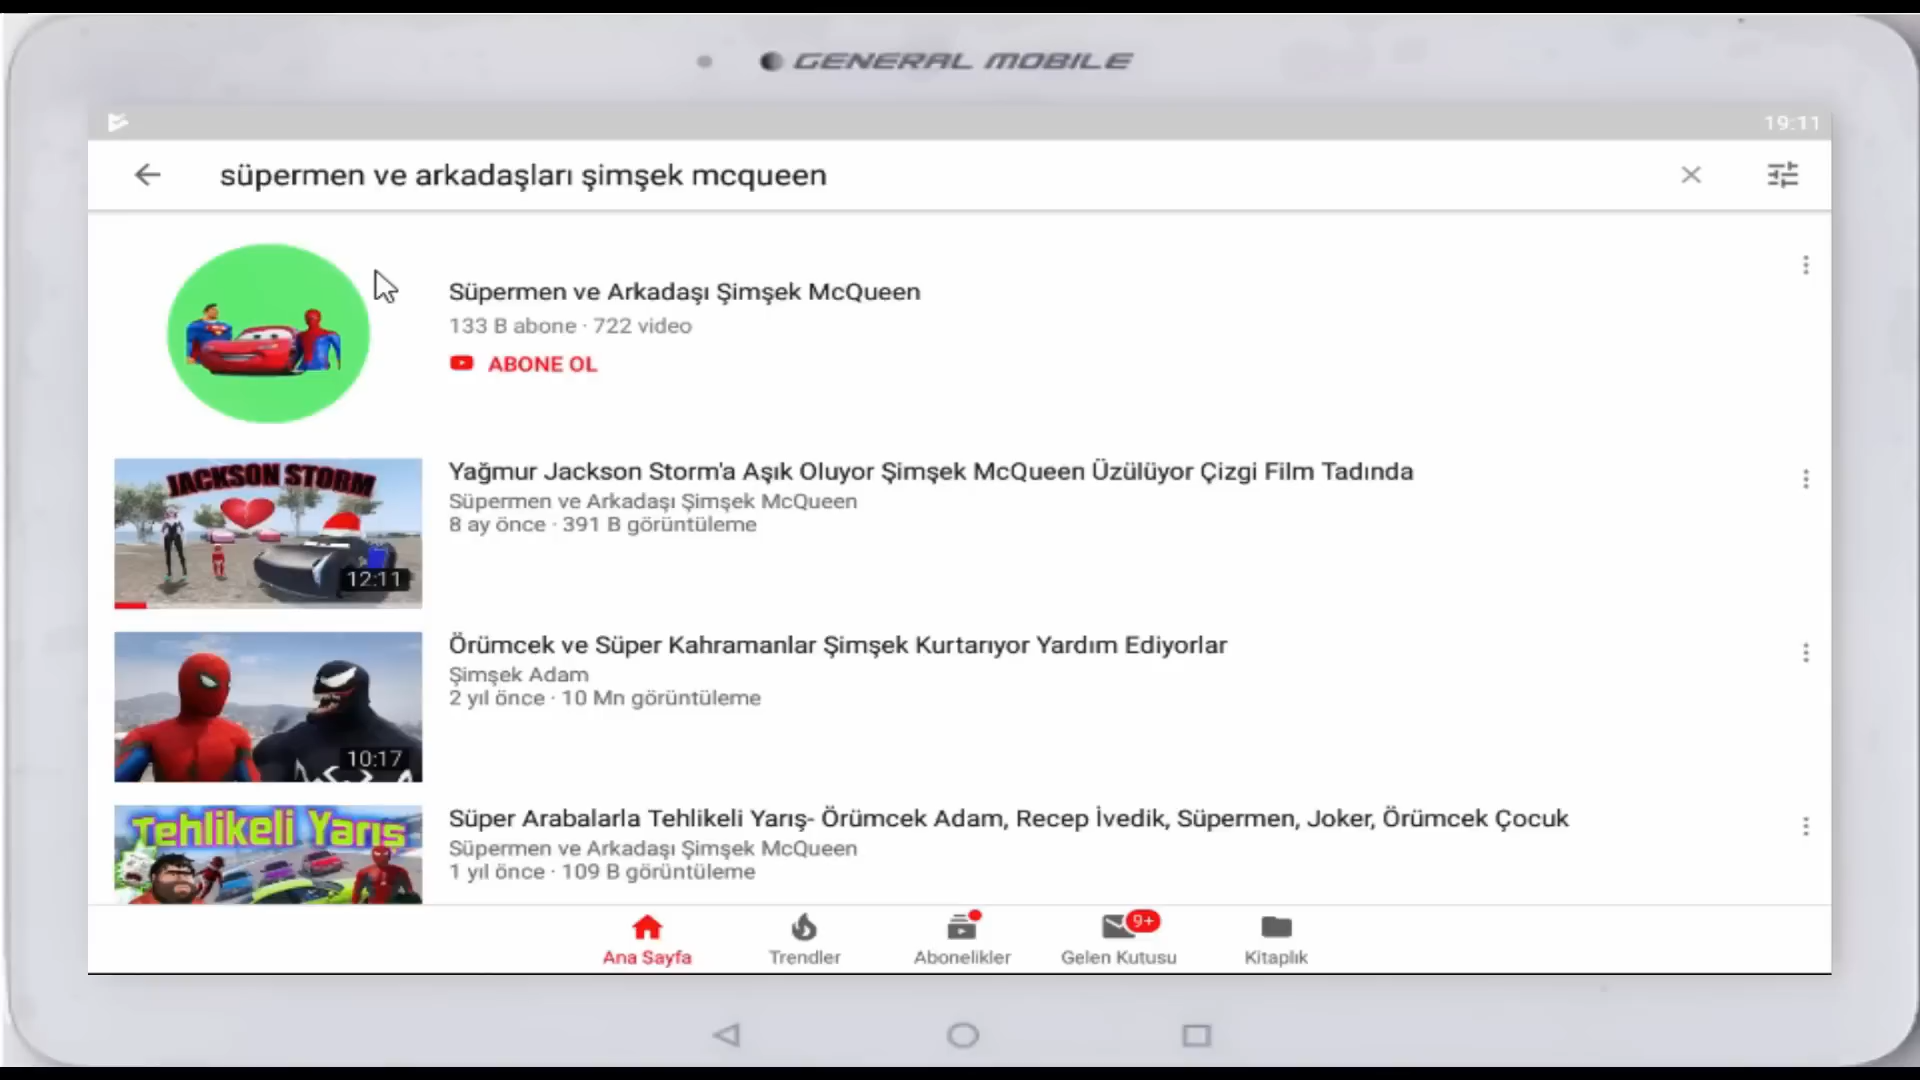 GENERAL MOBILE
19:11
süpermen ve arkadaşları şimşek mcqueen
Süpermen ve Arkadaşı Şimşek McQueen
133 B abone · 722 video
ABONE OL
JACKSON STORM
12:11
Yağmur Jackson Storm'a Aşık Oluyor Şimşek McQueen Üzülüyor Çizgi Film Tadında
Süpermen ve Arkadaşı Şimşek McQueen
8 ay önce · 391 B görüntüleme
10:17
Örümcek ve Süper Kahramanlar Şimşek Kurtarıyor Yardım Ediyorlar
Şimşek Adam
2 yıl önce · 10 Mn görüntüleme
Tehlikeli Yarış
Süper Arabalarla Tehlikeli Yarış- Örümcek Adam, Recep İvedik, Süpermen, Joker, Örümcek Çocuk
Süpermen ve Arkadaşı Şimşek McQueen
1 yıl önce · 109 B görüntüleme
9+
Ana Sayfa
Trendler
Abonelikler
Gelen Kutusu
Kitaplık